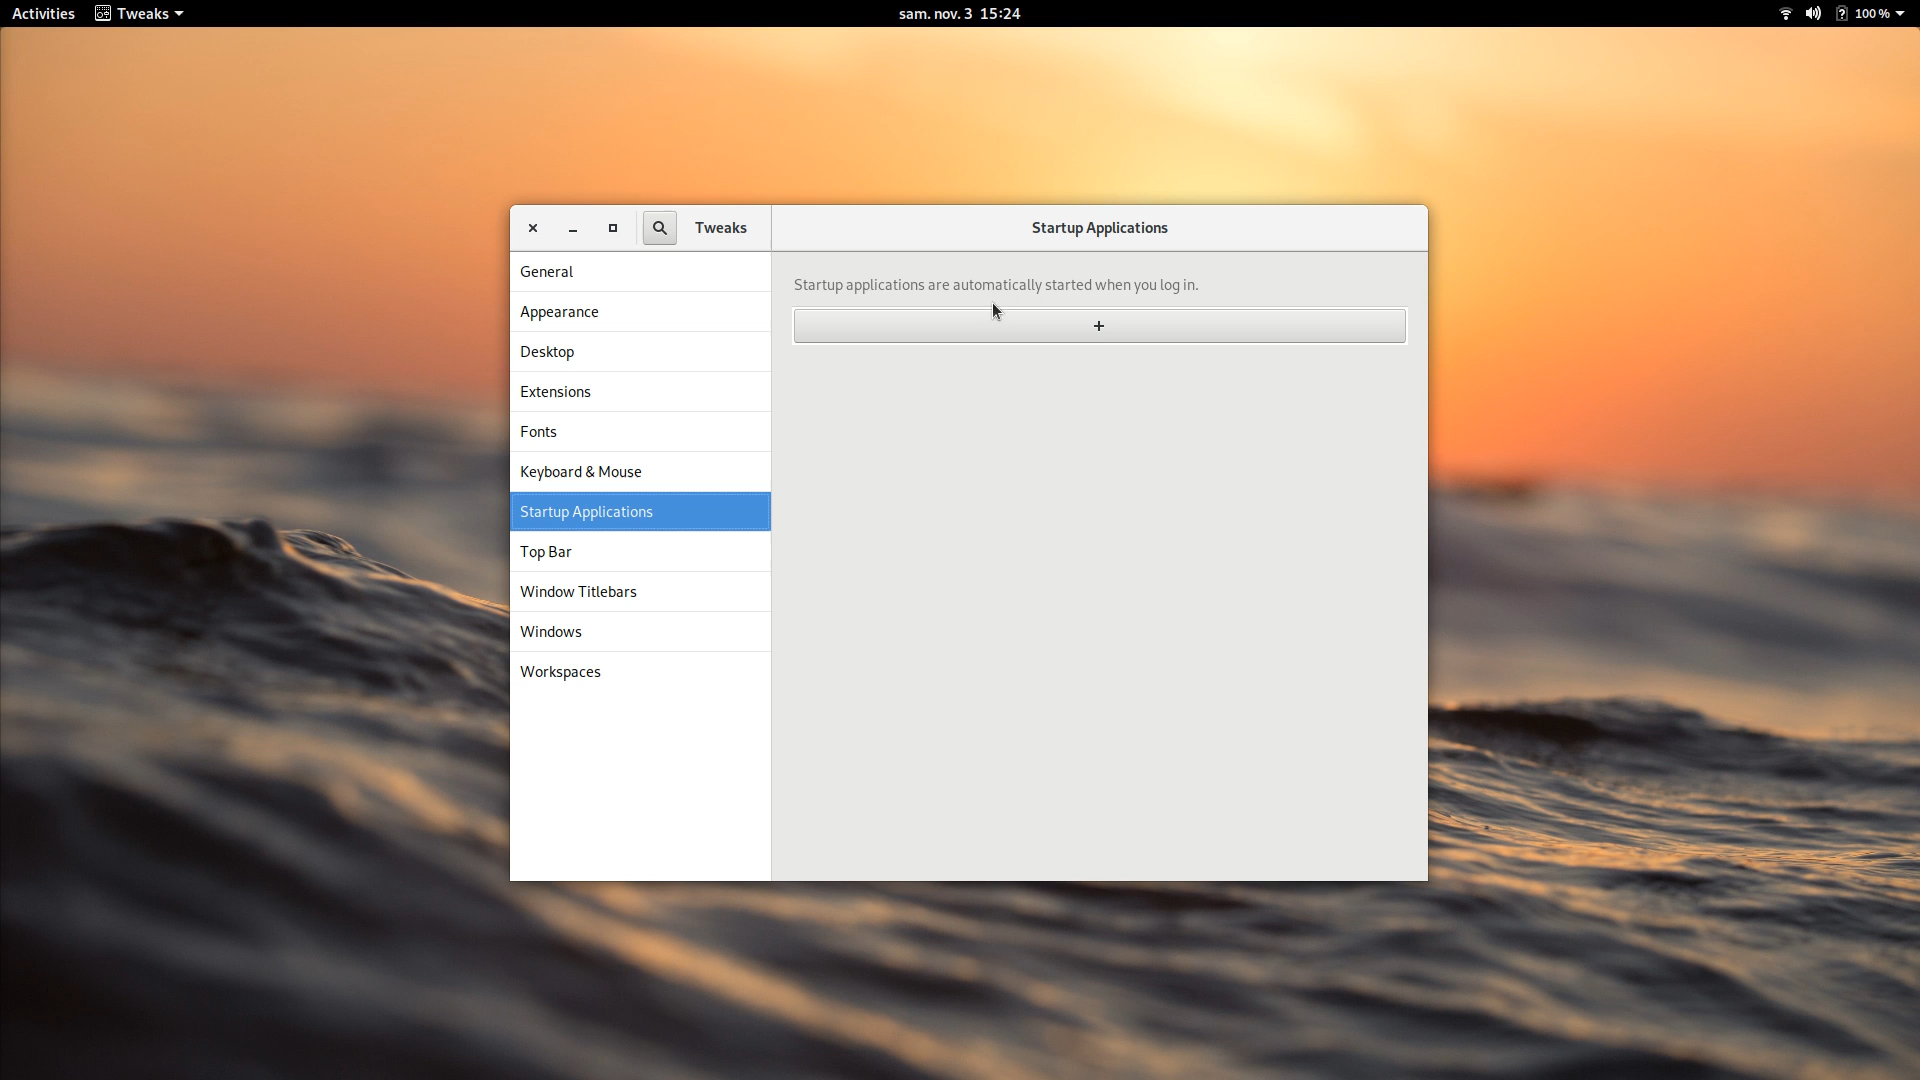 Activities
Tweaks
sam. nov. 3 15:24
100 %
Tweaks
Startup Applications
General
Appearance
Desktop
Extensions
Fonts
Keyboard & Mouse
Startup Applications
Top Bar
Window Titlebars
Windows
Workspaces
Startup applications are automatically started when you log in.
+